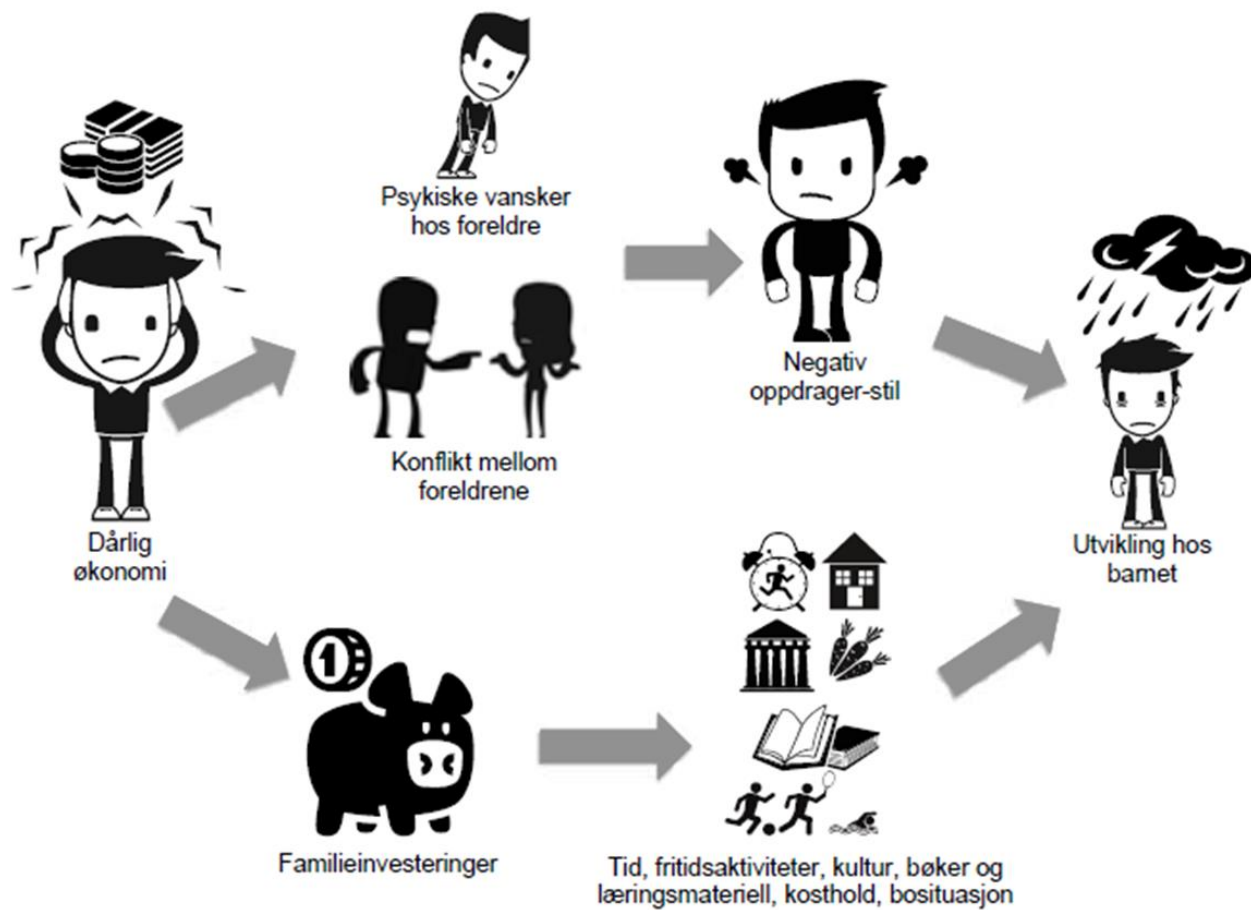 Psykiske vansker
hos foreldre
Negativ
oppdrager-stil
Konflikt mellom
foreldrene
Dårlig
økonomi
Utvikling hos
barnet
1
Familieinvesteringer
Tid, fritidsaktiviteter, kultur, bøker og
læringsmateriell, kosthold, bosituasjon